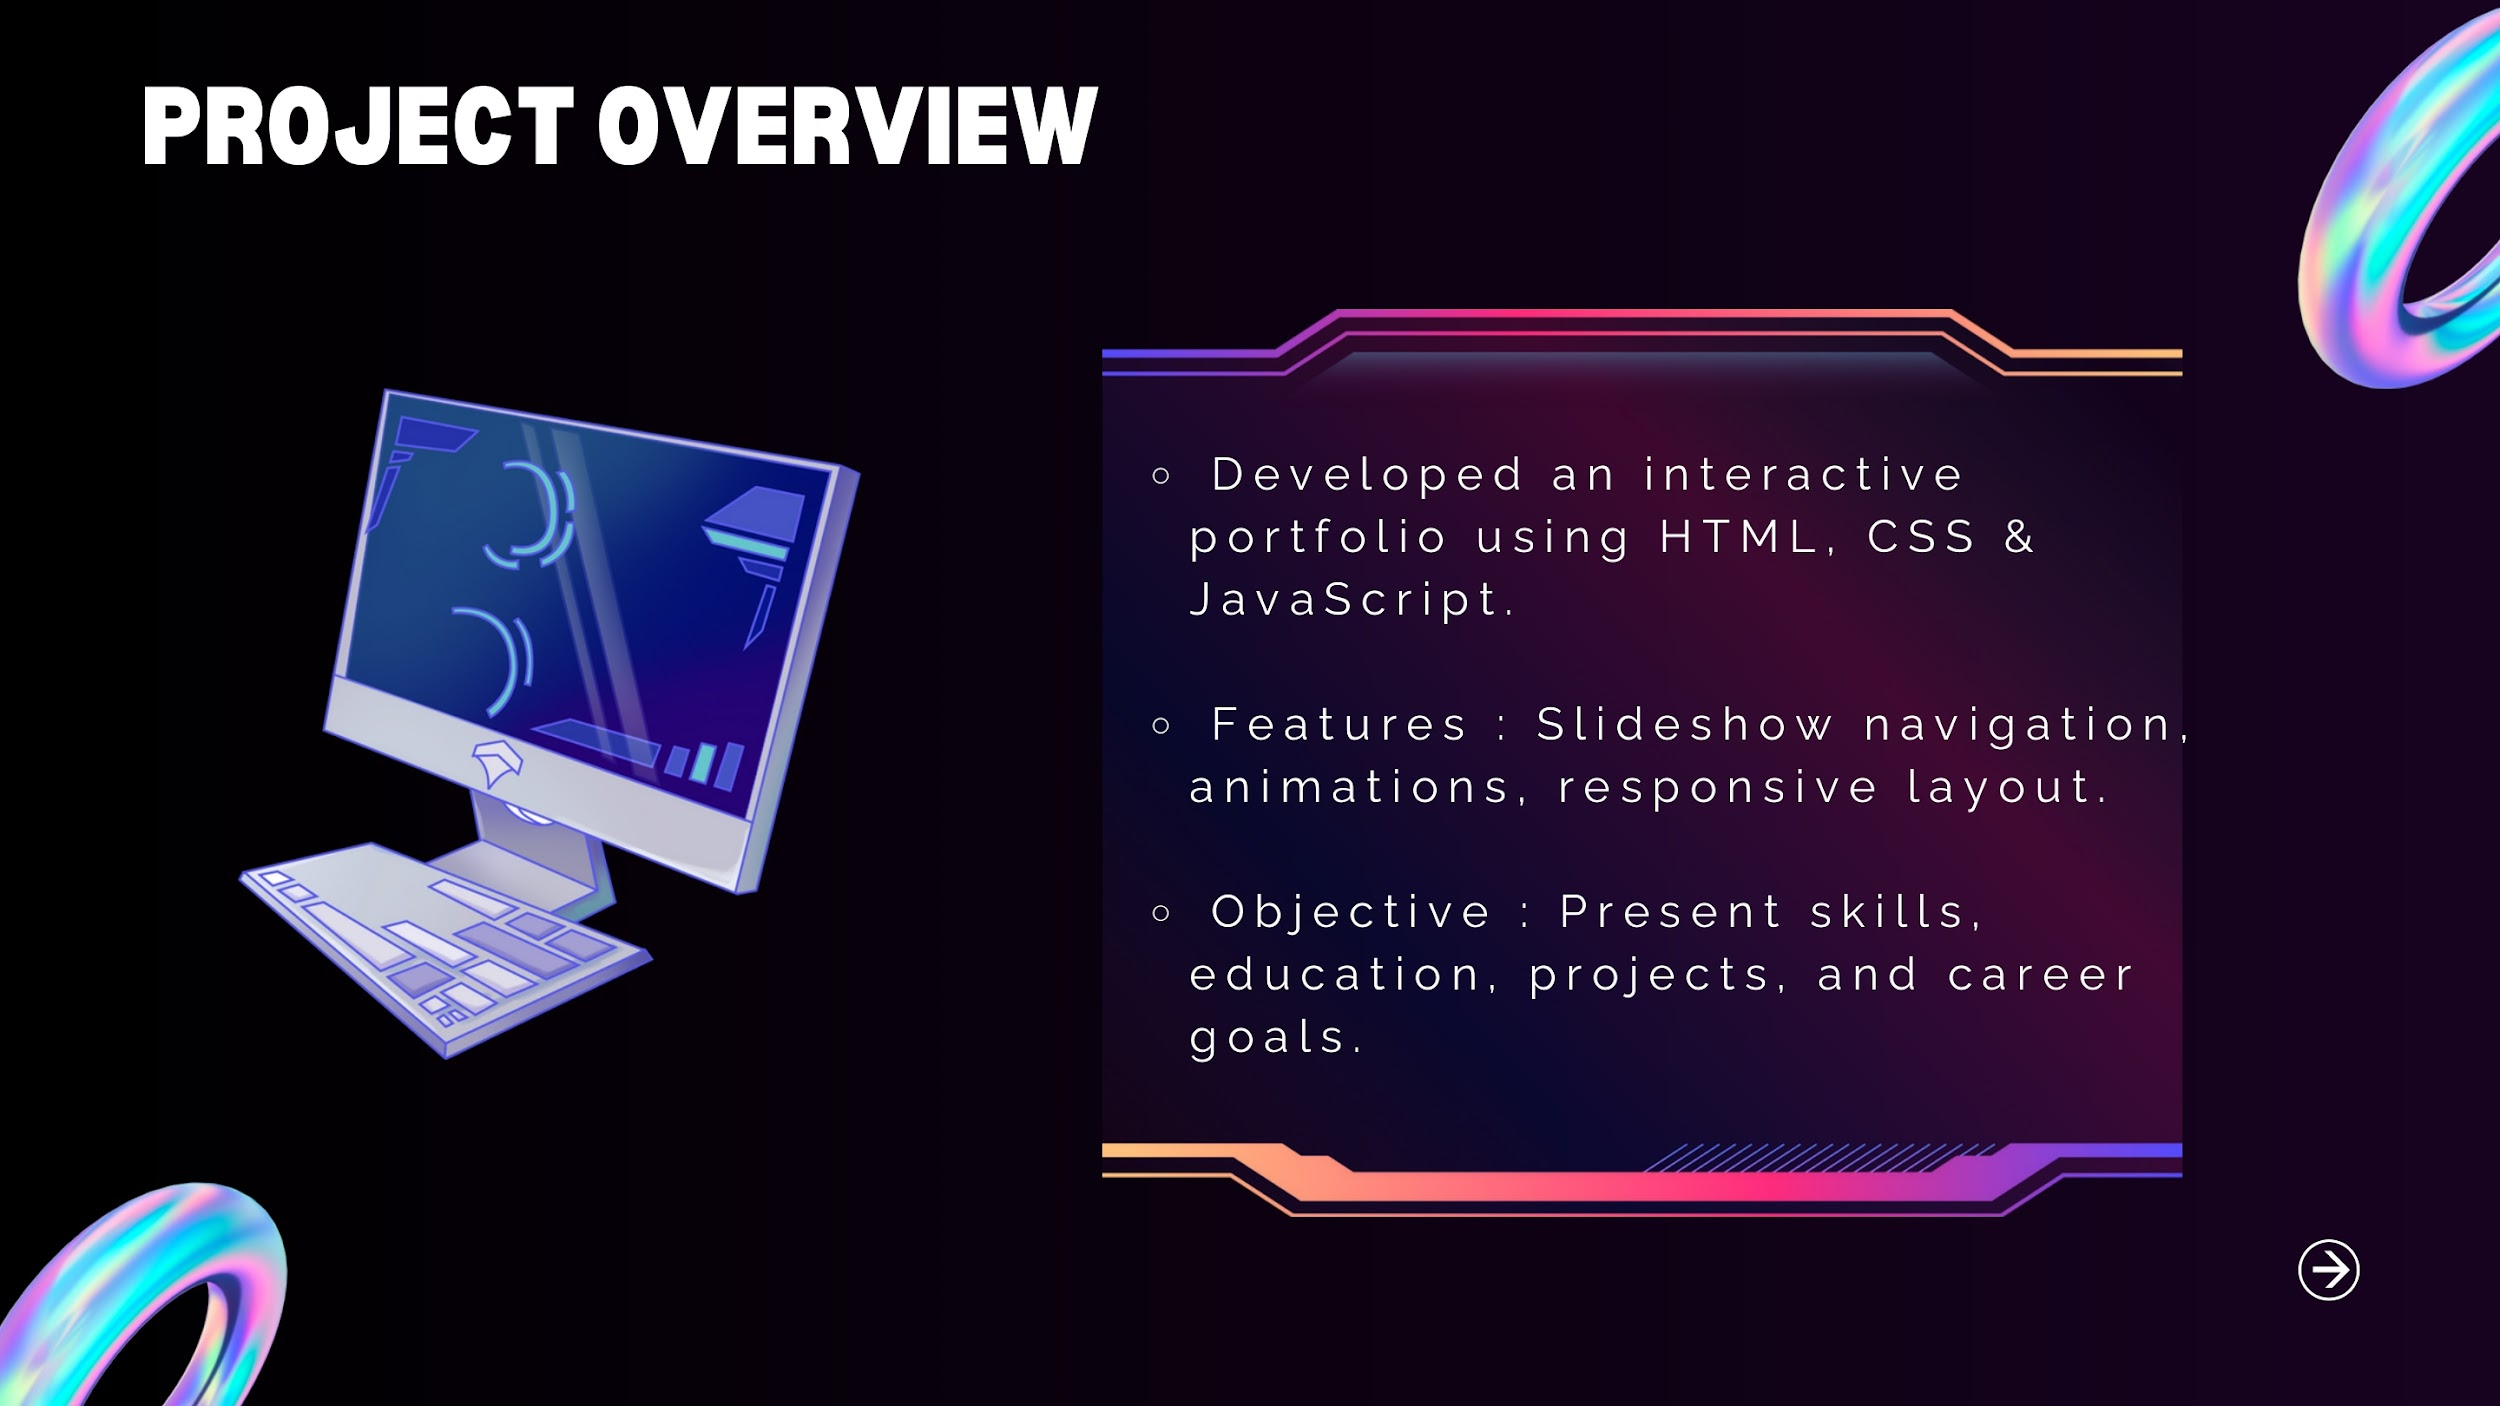 PROJECT OVERVIEW
◦ Developed an interactive
portfolio using HTML, CSS &
JavaScript.
◦ Features : Slideshow navigation,
animations, responsive layout.
◦ Objective : Present skills,
education, projects, and career
goals.